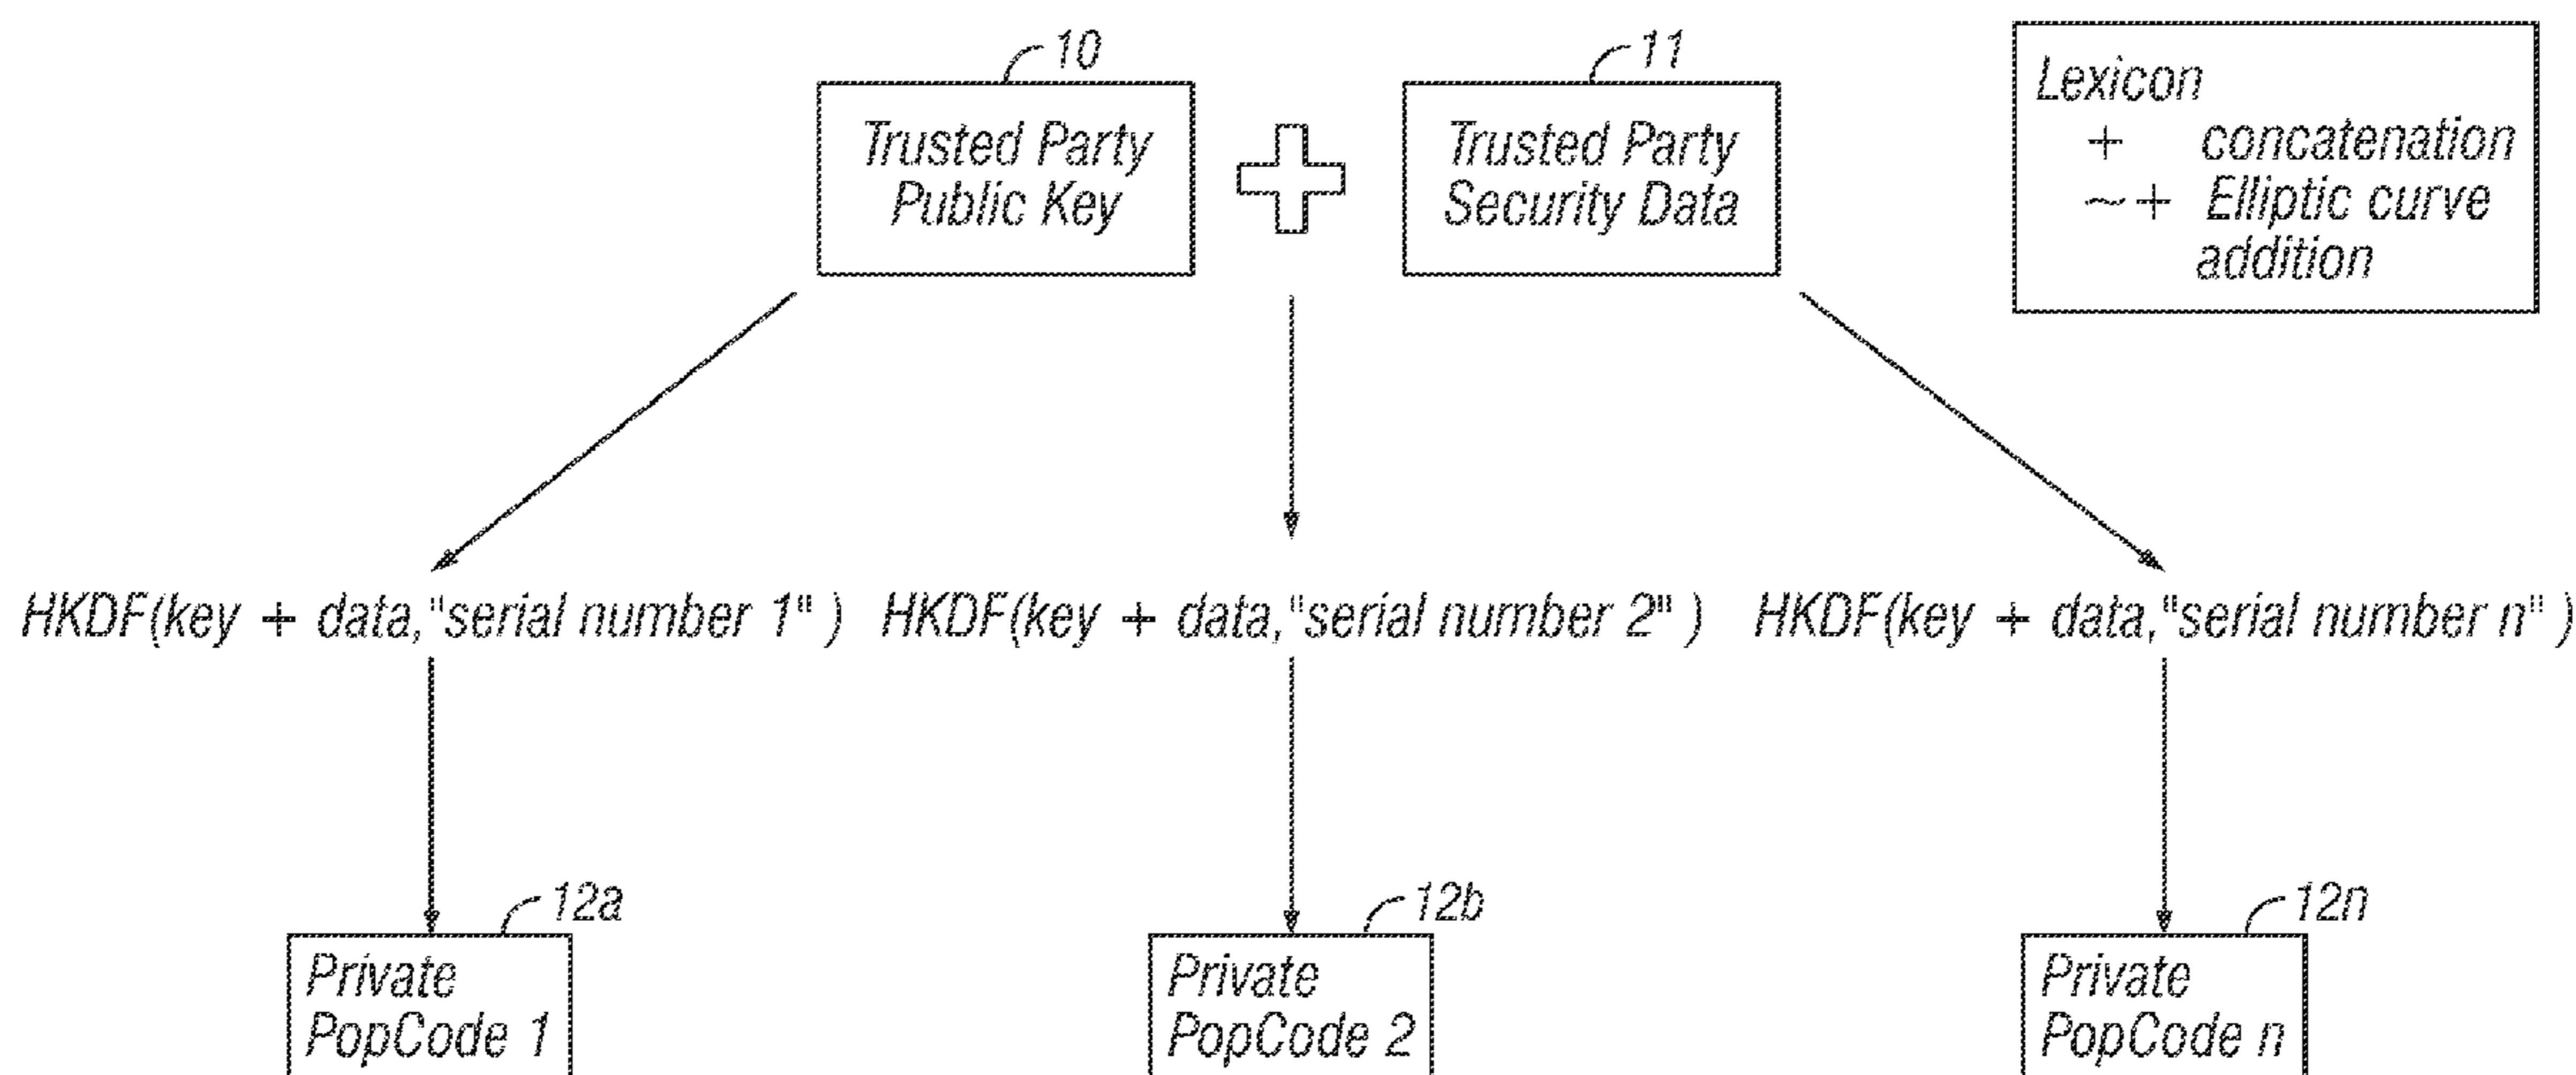 10
11
Trusted Party
Public Key
Trusted Party
Security Data
Lexicon
+ concatenation
~+ Elliptic curve
addition
HKDF(key + data,"serial number 1" )
HKDF(key + data,"serial number 2" )
HKDF(key + data,"serial number n" )
12a
12b
12n
Private
PopCode 1
Private
PopCode 2
Private
PopCode n